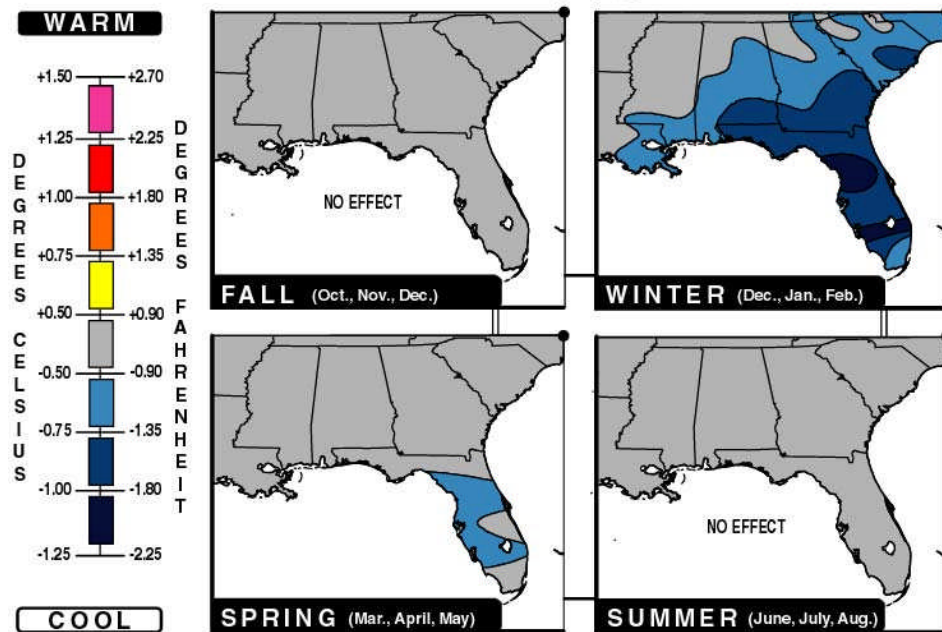 WARM
+1.50 +2.70
+1.25 +2.25
+1.00 +1.80
+0.75 +1.35
+0.50 +0.90
-0.50 -0.90
-0.75 -1.35
-1.00 -1.80
-1.25 -2.25
DEGREES CELSIUS
DEGREES FAHRENHEIT
COOL
NO EFFECT
FALL (Oct., Nov., Dec.)
WINTER (Dec., Jan., Feb.)
SPRING (Mar., April, May)
NO EFFECT
SUMMER (June, July, Aug.)